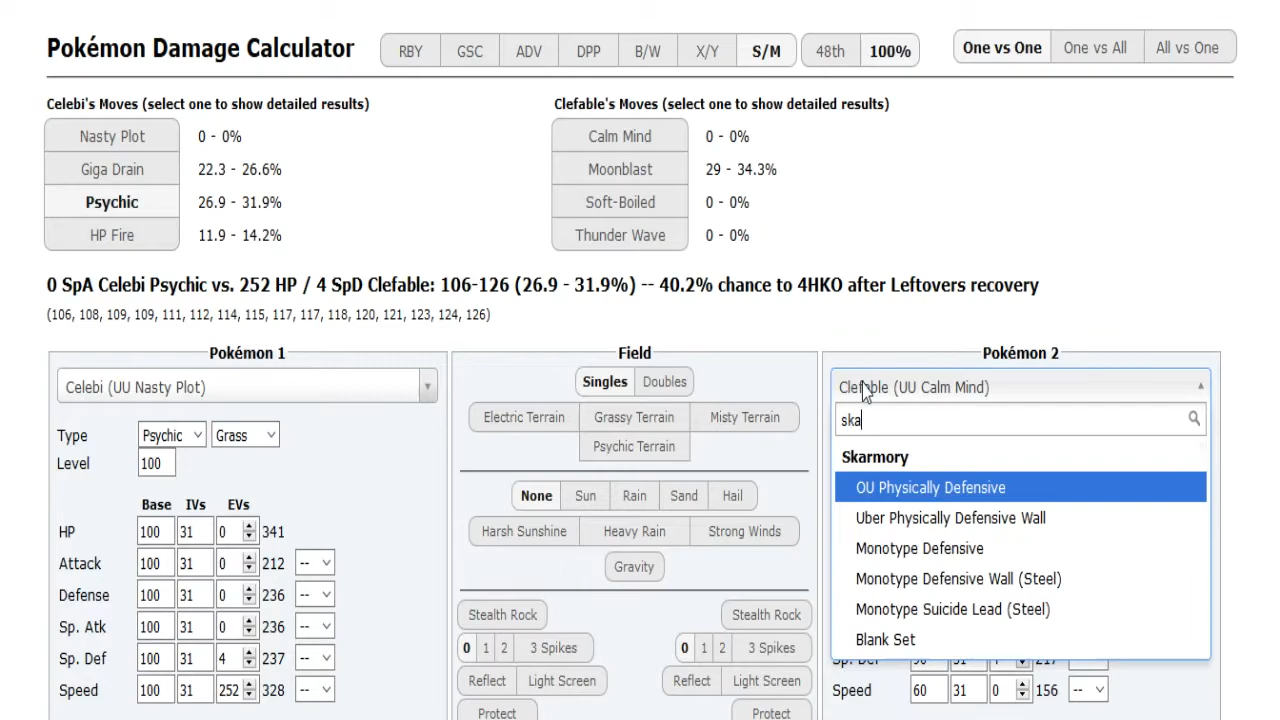 Pokémon Damage Calculator RBY GSC ADV DPP B/W X/Y S/M 48th 100% One vs One One vs All All vs One
Celebi's Moves (select one to show detailed results) Clefable's Moves (select one to show detailed results)
Nasty Plot 0 - 0% Calm Mind 0 - 0%
Giga Drain 22.3 - 26.6% Moonblast 29 - 34.3%
Psychic 26.9 - 31.9% Soft-Boiled 0 - 0%
HP Fire 11.9 - 14.2% Thunder Wave 0 - 0%
0 SpA Celebi Psychic vs. 252 HP / 4 SpD Clefable: 106-126 (26.9 - 31.9%) -- 40.2% chance to 4HKO after Leftovers recovery
(106, 108, 109, 109, 111, 112, 114, 115, 117, 117, 118, 120, 121, 123, 124, 126)
Pokémon 1
Celebi (UU Nasty Plot)
Type Psychic Grass
Level 100
Base IVs EVs
HP 100 31 0 341
Attack 100 31 0 212 --
Defense 100 31 0 236 --
Sp. Atk 100 31 0 236 --
Sp. Def 100 31 4 237 --
Speed 100 31 252 328 --
Field
Singles Doubles
Electric Terrain Grassy Terrain Misty Terrain
Psychic Terrain
None Sun Rain Sand Hail
Harsh Sunshine Heavy Rain Strong Winds
Gravity
Stealth Rock Stealth Rock
0 1 2 3 Spikes 0 1 2 3 Spikes
Reflect Light Screen Reflect Light Screen
Protect Protect
Pokémon 2
Clefable (UU Calm Mind)
ska
Skarmory
OU Physically Defensive
Uber Physically Defensive Wall
Monotype Defensive
Monotype Defensive Wall (Steel)
Monotype Suicide Lead (Steel)
Blank Set
Speed 60 31 0 156 --